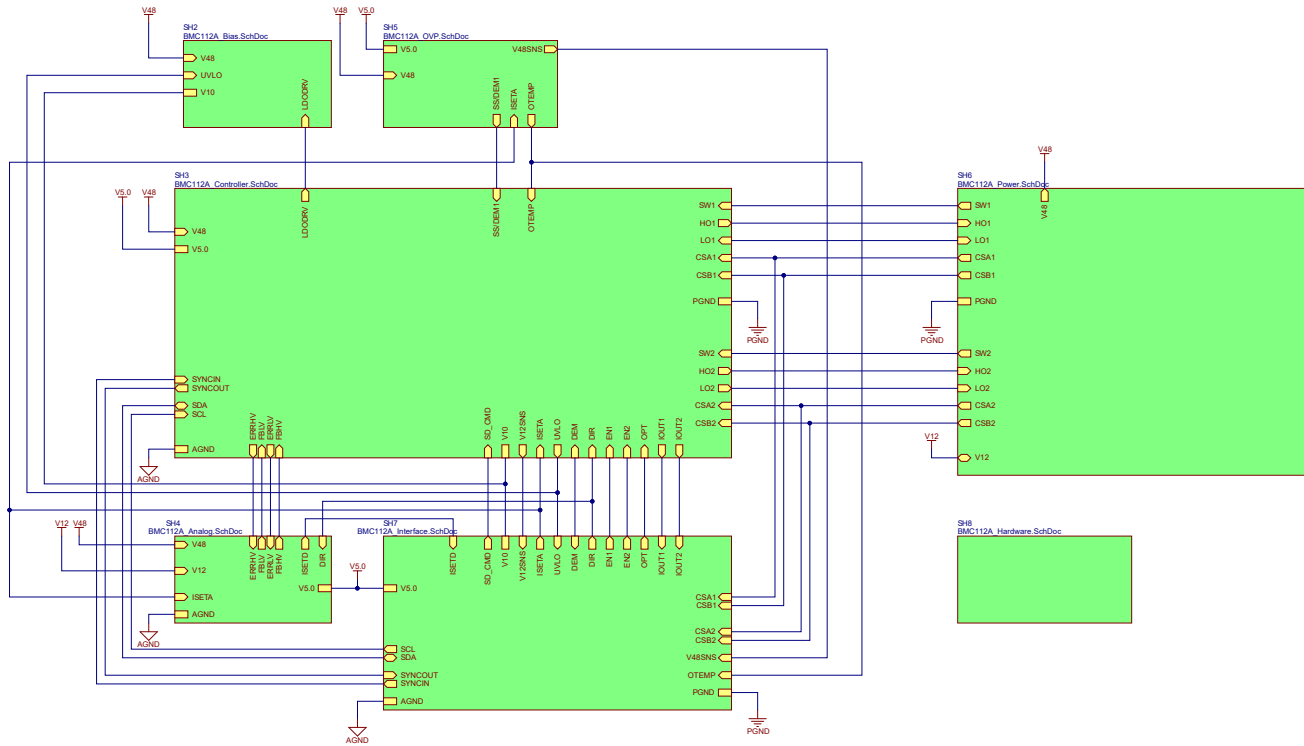 V48
SH2
BMC112A_Bias.SchDoc
V48
UVLO
V10
LDODRV
V5.0
V48
SH5
BMC112A_OVP.SchDoc
V5.0
V48
V48SNS
SS/DEM1
ISETA
OTEMP
V5.0
V48
SH3
BMC112A_Controller.SchDoc
V48
V5.0
LDODRV
SS/DEM1
OTEMP
SW1
HO1
LO1
CSA1
CSB1
PGND
PGND
SW2
HO2
LO2
CSA2
CSB2
SYNCIN
SYNCOUT
SDA
SCL
AGND
AGND
ERRHV
FBLV
ERRLV
FBHV
SD_CMD
V10
V12SNS
ISETA
UVLO
DEM
DIR
EN1
EN2
OPT
IOUT1
IOUT2
V48
SH6
BMC112A_Power.SchDoc
V48
SW1
HO1
LO1
CSA1
CSB1
PGND
PGND
SW2
HO2
LO2
CSA2
CSB2
V12
V12
V12
V48
SH4
BMC112A_Analog.SchDoc
V48
V12
ISETA
AGND
AGND
ERRHV
FBLV
ERRLV
FBHV
ISETD
DIR
V5.0
V5.0
SH7
BMC112A_Interface.SchDoc
ISETD
SD_CMD
V10
V12SNS
ISETA
UVLO
DEM
DIR
EN1
EN2
OPT
IOUT1
IOUT2
V5.0
CSA1
CSB1
CSA2
CSB2
V48SNS
OTEMP
PGND
PGND
SCL
SDA
SYNCOUT
SYNCIN
AGND
AGND
SH8
BMC112A_Hardware.SchDoc